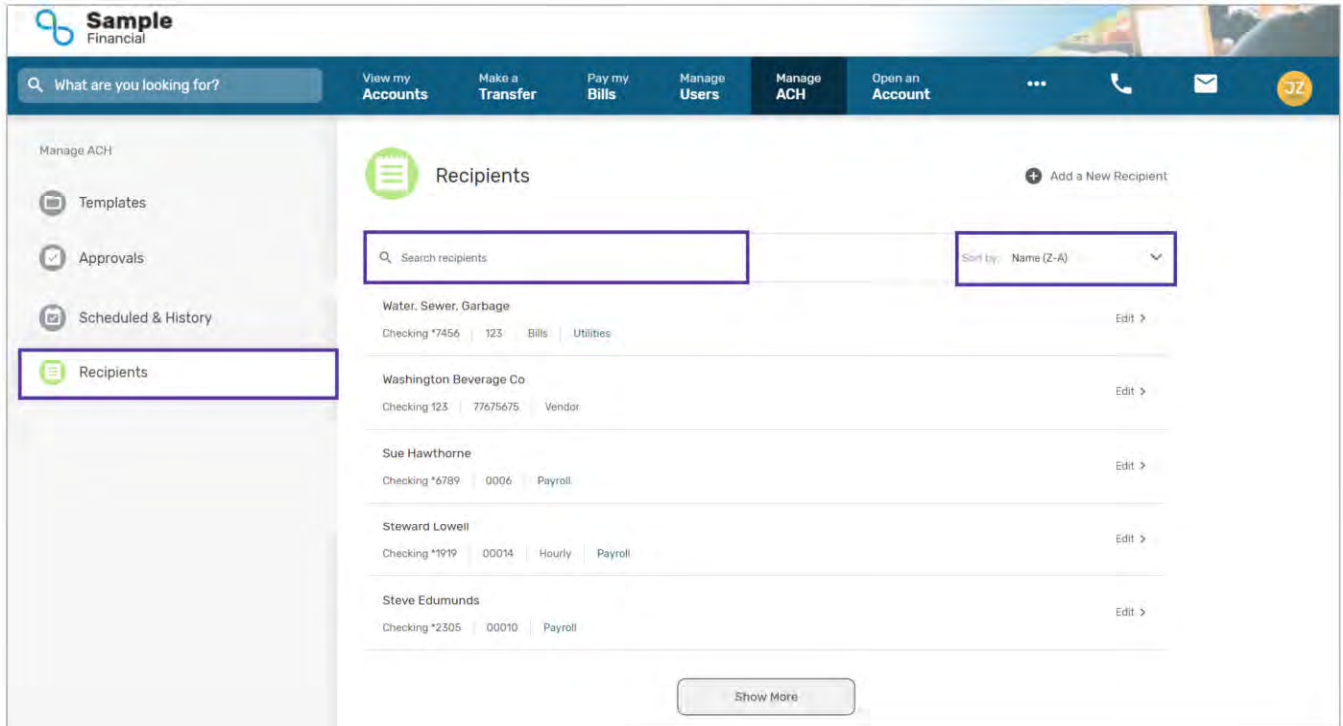 Sample
Financial
What are you looking for?
View my
Accounts
Make a
Transfer
Pay my
Bills
Manage
Users
Manage
ACH
Open an
Account
JZ
Manage ACH
Templates
Approvals
Scheduled & History
Recipients
Recipients
Add a New Recipient
Search recipients
Sort by: Name (Z-A)
Water, Sewer, Garbage
Checking *7456 123 Bills Utilities
Edit >
Washington Beverage Co
Checking 123 77675675 Vendor
Edit >
Sue Hawthorne
Checking *6789 0006 Payroll
Edit >
Steward Lowell
Checking *1919 00014 Hourly Payroll
Edit >
Steve Edumunds
Checking *2305 00010 Payroll
Edit >
Show More